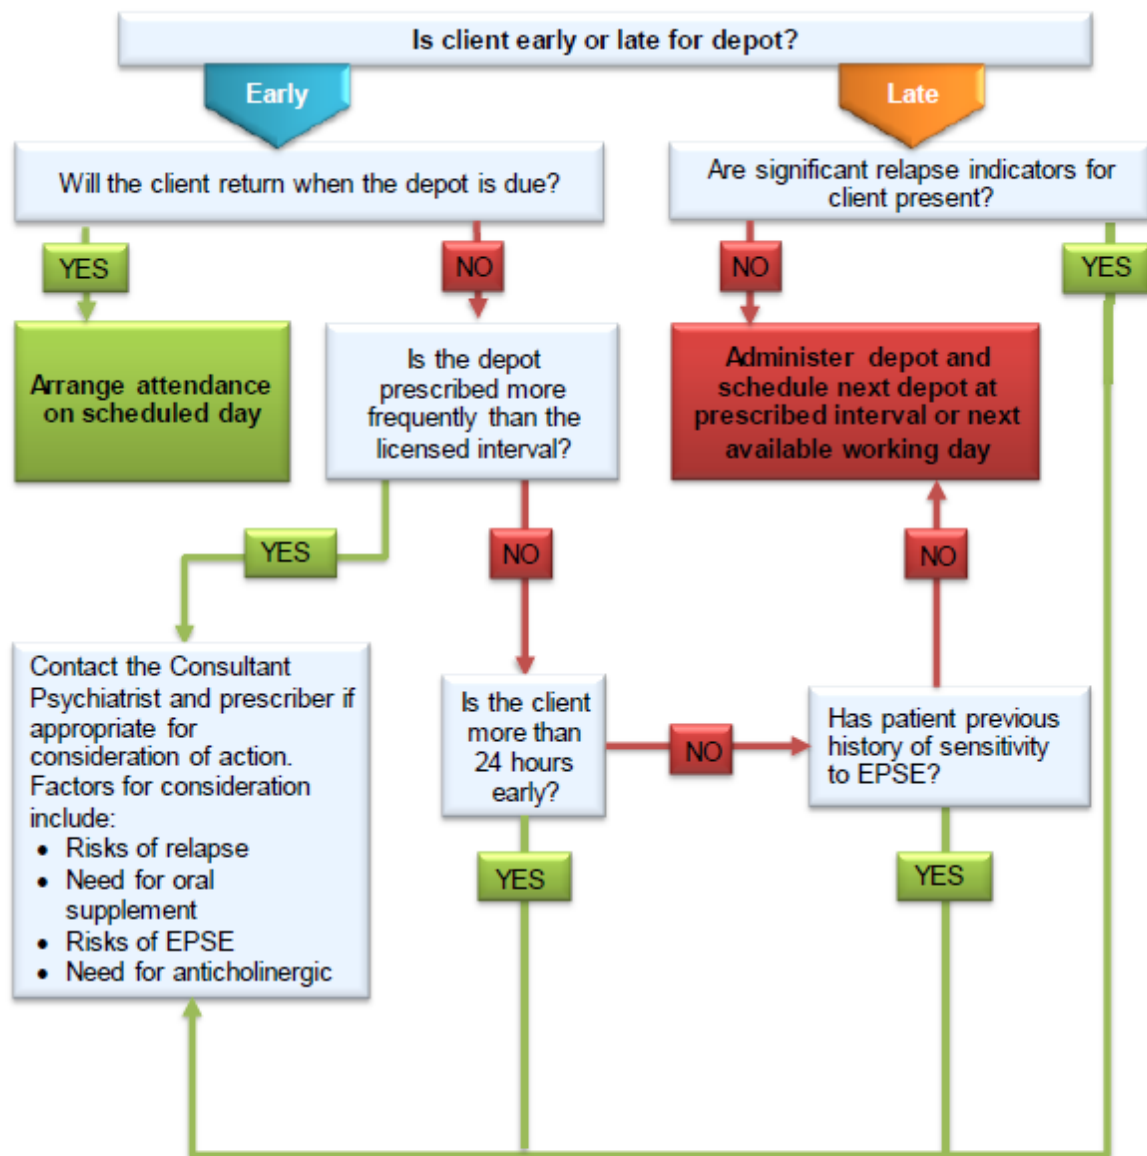 Is client early or late for depot?
Early
Late
Will the client return when the depot is due?
Are significant relapse indicators for
client present?
YES
NO
NO
YES
Arrange attendance
on scheduled day
Is the depot
prescribed more
frequently than the
licensed interval?
Administer depot and
schedule next depot at
prescribed interval or next
available working day
YES
NO
NO
Contact the Consultant
Psychiatrist and prescriber if
appropriate for
consideration of action.
Factors for consideration
include:
• Risks of relapse
• Need for oral
supplement
• Risks of EPSE
• Need for anticholinergic
Is the client
more than
24 hours
early?
NO
Has patient previous
history of sensitivity
to EPSE?
YES
YES